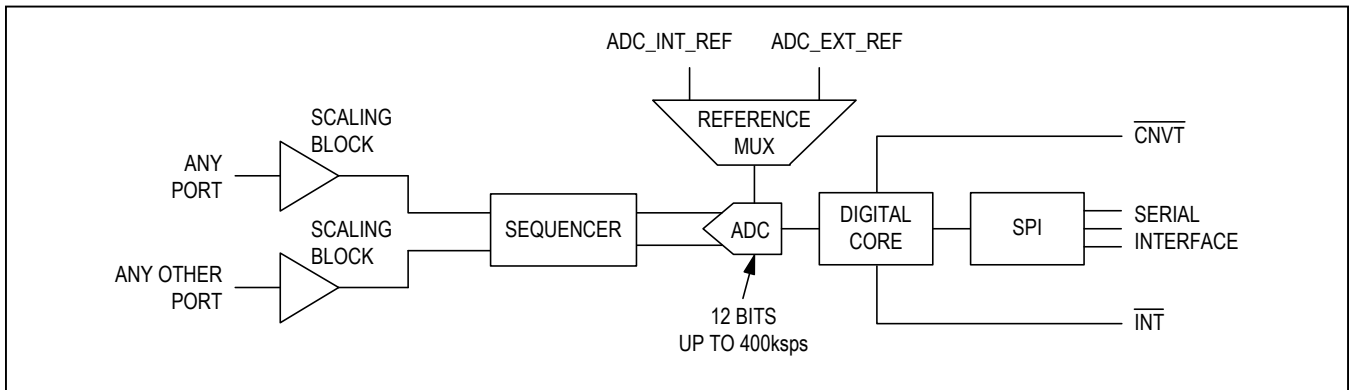 ADC_INT_REF
ADC_EXT_REF
REFERENCE
MUX
SCALING
BLOCK
ANY
PORT
SCALING
BLOCK
ANY OTHER
PORT
SEQUENCER
ADC
12 BITS
UP TO 400ksps
DIGITAL
CORE
SPI
CNVT
SERIAL
INTERFACE
INT